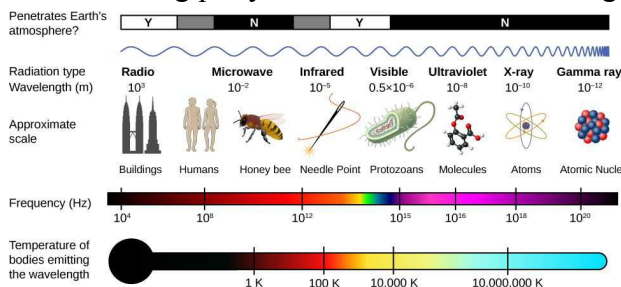 Penetrates Earth's atmosphere?
Y N Y N
Radiation type Radio Microwave Infrared Visible Ultraviolet X-ray Gamma ray
Wavelength (m) 10³ 10⁻² 10⁻⁵ 0.5×10⁻⁶ 10⁻⁸ 10⁻¹⁰ 10⁻¹²
Approximate scale
Buildings Humans Honey bee Needle Point Protozoans Molecules Atoms Atomic Nuclei
Frequency (Hz)
10⁴ 10⁸ 10¹² 10¹⁵ 10¹⁶ 10¹⁸ 10²⁰
Temperature of bodies emitting the wavelength
1 K 100 K 10.000 K 10.000.000 K